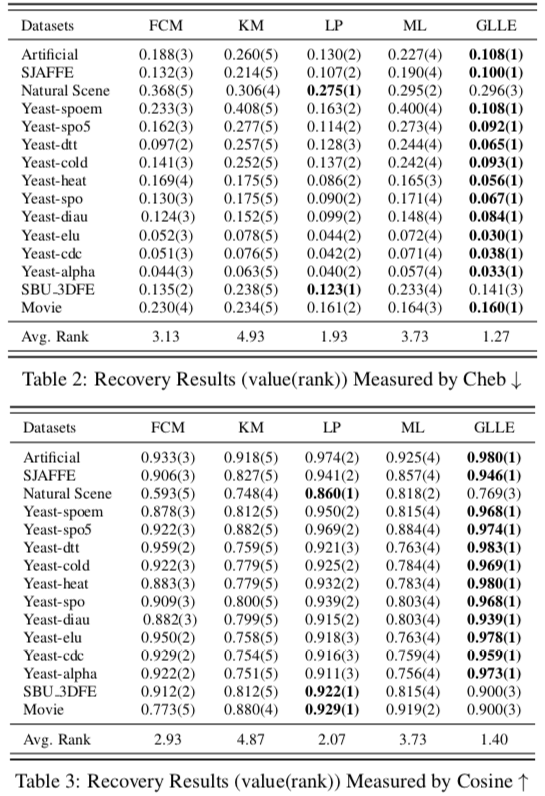 Datasets FCM KM LP ML GLLE
Artificial 0.188(3) 0.260(5) 0.130(2) 0.227(4) 0.108(1)
SJAFFE 0.132(3) 0.214(5) 0.107(2) 0.190(4) 0.100(1)
Natural Scene 0.368(5) 0.306(4) 0.275(1) 0.295(2) 0.296(3)
Yeast-spoem 0.233(3) 0.408(5) 0.163(2) 0.400(4) 0.108(1)
Yeast-spo5 0.162(3) 0.277(5) 0.114(2) 0.273(4) 0.092(1)
Yeast-dtt 0.097(2) 0.257(5) 0.128(3) 0.244(4) 0.065(1)
Yeast-cold 0.141(3) 0.252(5) 0.137(2) 0.242(4) 0.093(1)
Yeast-heat 0.169(4) 0.175(5) 0.086(2) 0.165(3) 0.056(1)
Yeast-spo 0.130(3) 0.175(5) 0.090(2) 0.171(4) 0.067(1)
Yeast-diau 0.124(3) 0.152(5) 0.099(2) 0.148(4) 0.084(1)
Yeast-elu 0.052(3) 0.078(5) 0.044(2) 0.072(4) 0.030(1)
Yeast-cdc 0.051(3) 0.076(5) 0.042(2) 0.071(4) 0.038(1)
Yeast-alpha 0.044(3) 0.063(5) 0.040(2) 0.057(4) 0.033(1)
SBU_3DFE 0.135(2) 0.238(5) 0.123(1) 0.233(4) 0.141(3)
Movie 0.230(4) 0.234(5) 0.161(2) 0.164(3) 0.160(1)
Avg. Rank 3.13 4.93 1.93 3.73 1.27
Table 2: Recovery Results (value(rank)) Measured by Cheb ↓
Datasets FCM KM LP ML GLLE
Artificial 0.933(3) 0.918(5) 0.974(2) 0.925(4) 0.980(1)
SJAFFE 0.906(3) 0.827(5) 0.941(2) 0.857(4) 0.946(1)
Natural Scene 0.593(5) 0.748(4) 0.860(1) 0.818(2) 0.769(3)
Yeast-spoem 0.878(3) 0.812(5) 0.950(2) 0.815(4) 0.968(1)
Yeast-spo5 0.922(3) 0.882(5) 0.969(2) 0.884(4) 0.974(1)
Yeast-dtt 0.959(2) 0.759(5) 0.921(3) 0.763(4) 0.983(1)
Yeast-cold 0.922(3) 0.779(5) 0.925(2) 0.784(4) 0.969(1)
Yeast-heat 0.883(3) 0.779(5) 0.932(2) 0.783(4) 0.980(1)
Yeast-spo 0.909(3) 0.800(5) 0.939(2) 0.803(4) 0.968(1)
Yeast-diau 0.882(3) 0.799(5) 0.915(2) 0.803(4) 0.939(1)
Yeast-elu 0.950(2) 0.758(5) 0.918(3) 0.763(4) 0.978(1)
Yeast-cdc 0.929(2) 0.754(5) 0.916(3) 0.759(4) 0.959(1)
Yeast-alpha 0.922(2) 0.751(5) 0.911(3) 0.756(4) 0.973(1)
SBU_3DFE 0.912(2) 0.812(5) 0.922(1) 0.815(4) 0.900(3)
Movie 0.773(5) 0.880(4) 0.929(1) 0.919(2) 0.900(3)
Avg. Rank 2.93 4.87 2.07 3.73 1.40
Table 3: Recovery Results (value(rank)) Measured by Cosine ↑